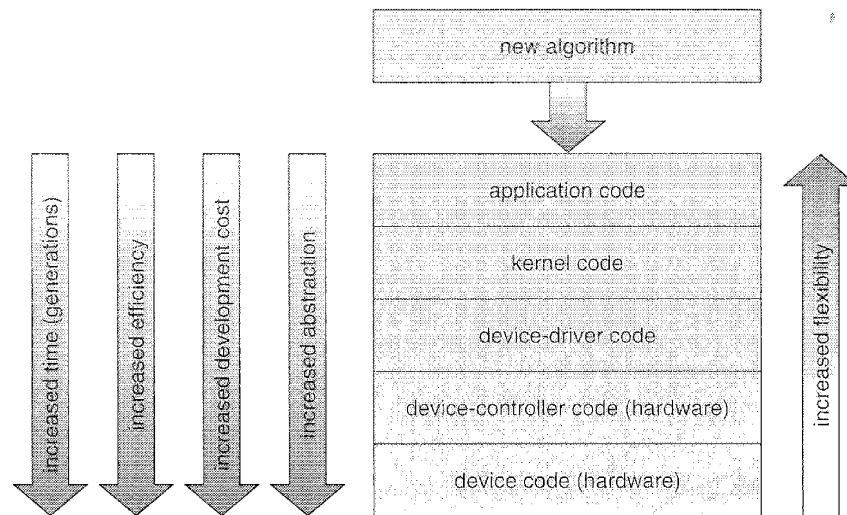 new algorithm
application code
kernel code
device-driver code
device-controller code (hardware)
device code (hardware)
increased time (generations)
increased efficiency
increased development cost
increased abstraction
increased flexibility